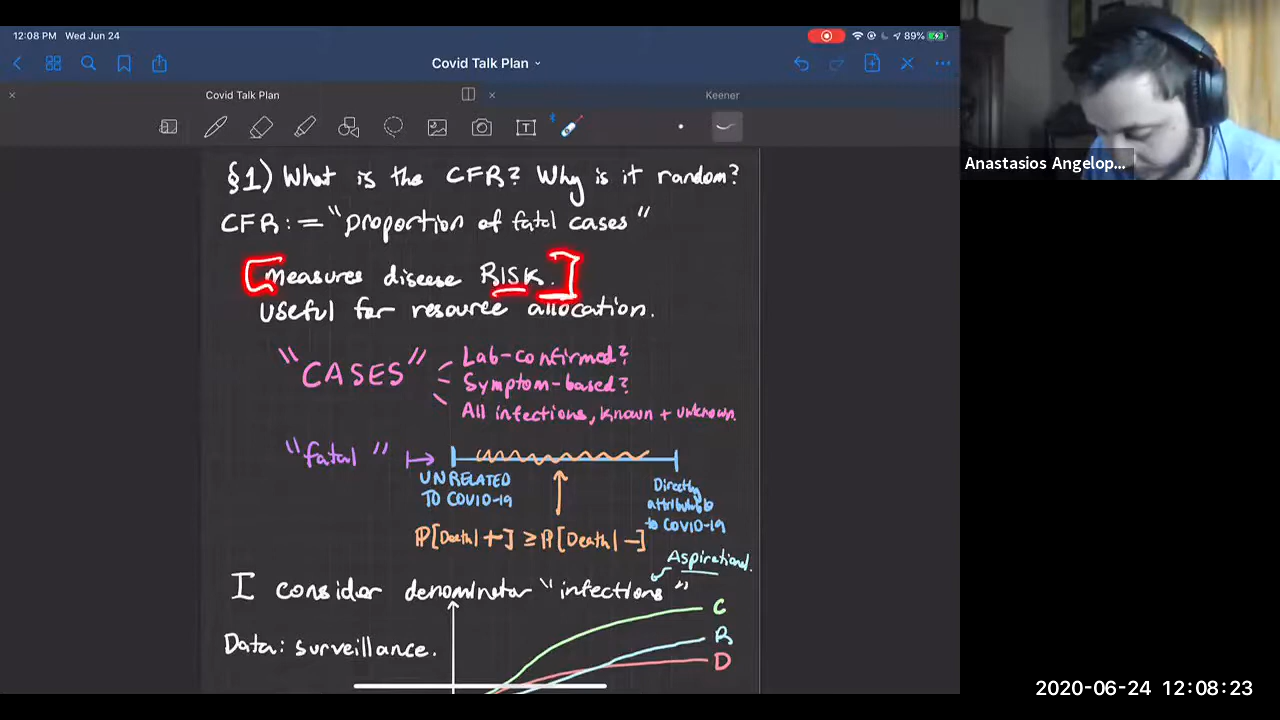 12:08 PM Wed Jun 24
89%
Covid Talk Plan
Covid Talk Plan
Keener
§1) What is the CFR? Why is it random?
CFR := "proportion of fatal cases"
[measures disease RISK.]
Useful for resource allocation.
"CASES"
Lab-confirmed?
Symptom-based?
All infections, known + unknown.
"fatal"
UNRELATED
TO COVID-19
Directly
attributable
to COVID-19
P[Death|+] ≥ P[Death|-]
Aspirational.
I consider denominator "infections"
Data: surveillance.
C
R
D
Anastasios Angelop...
2020-06-24 12:08:23